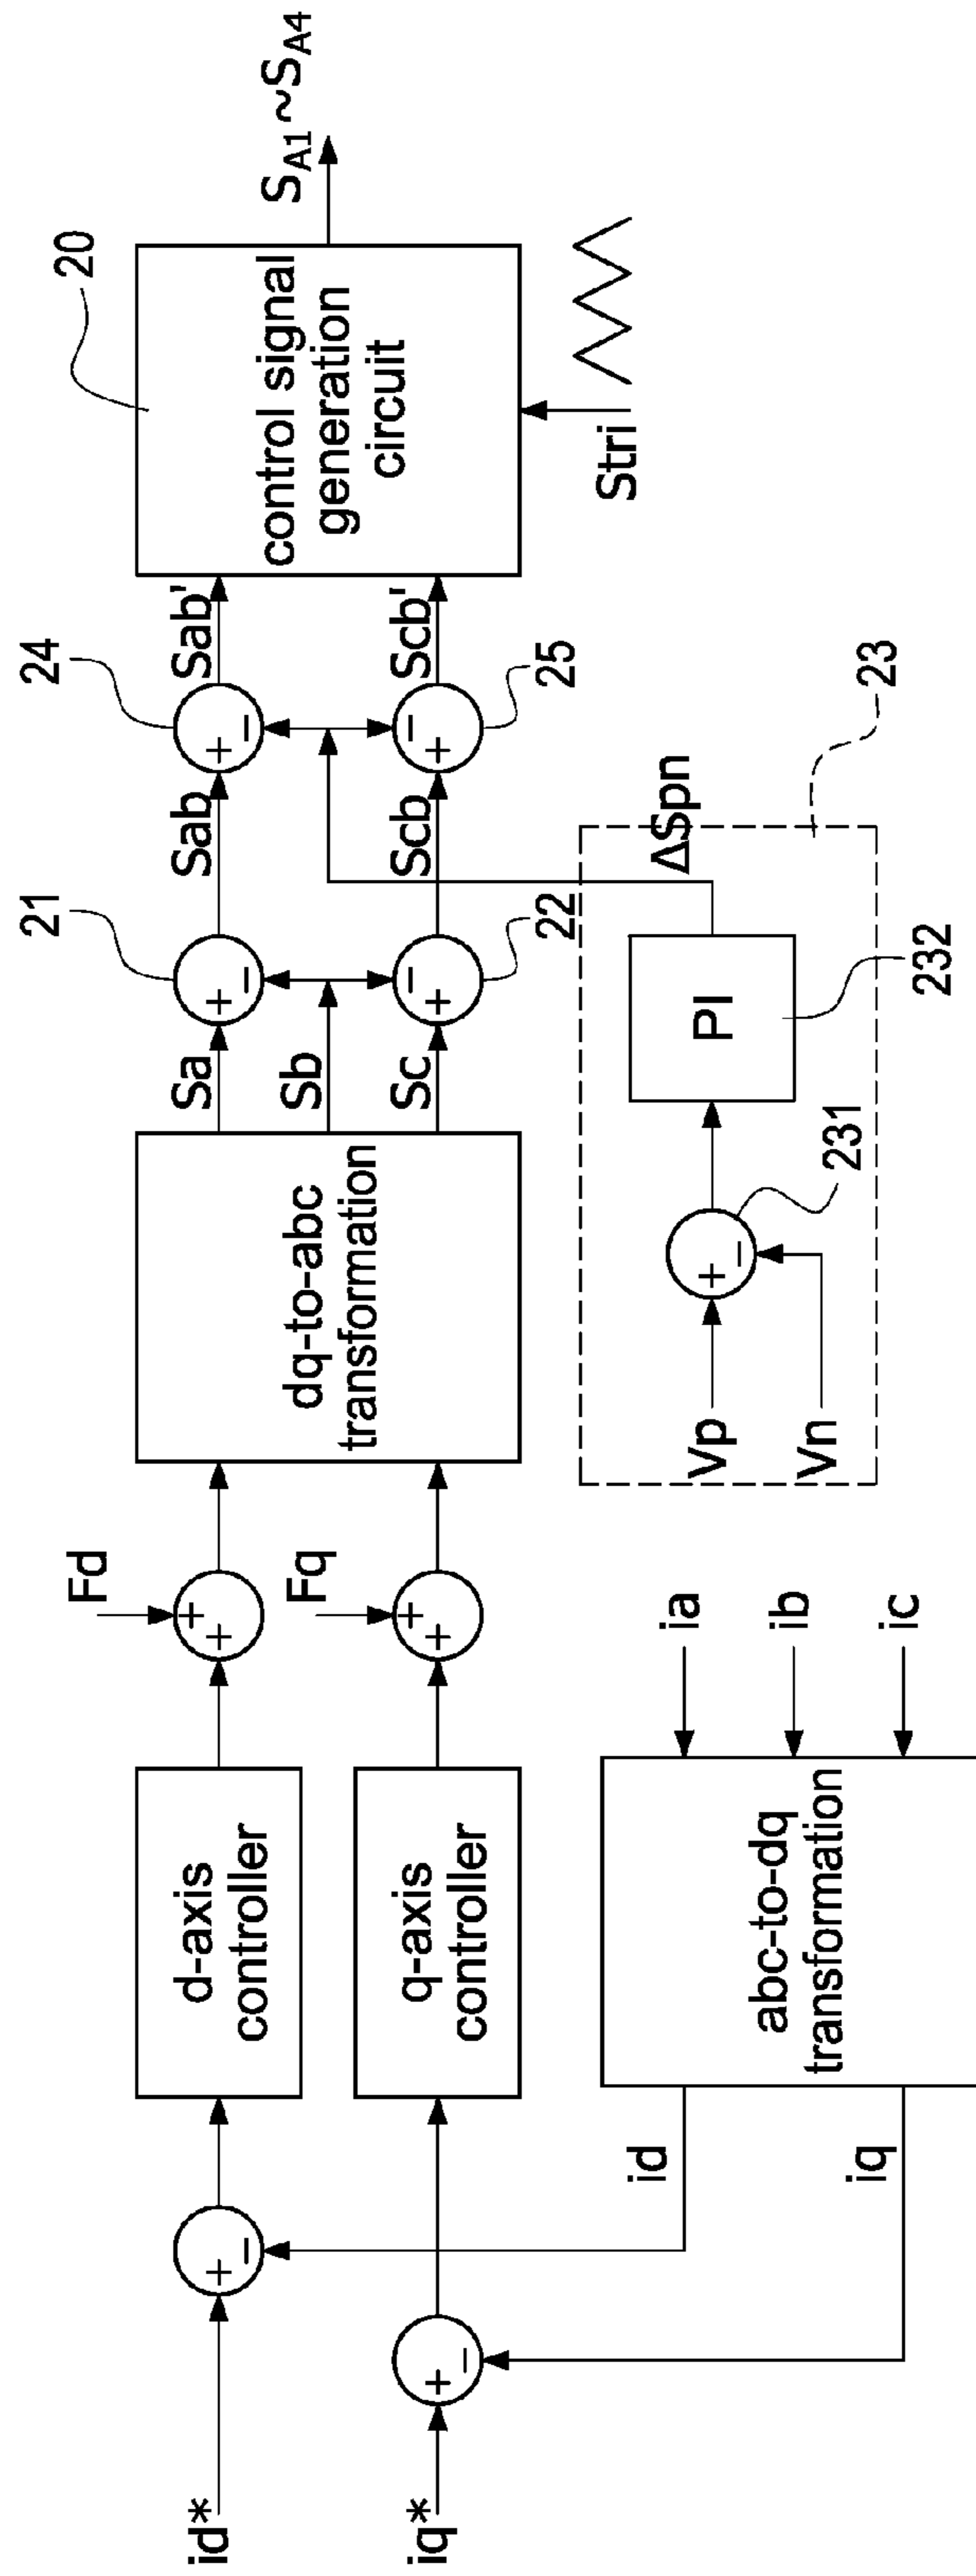 id*
iq*
+
−
+
−
d-axis
controller
q-axis
controller
Fd
+
+
Fq
+
+
dq-to-abc
transformation
Sa
Sb
Sc
21
+
−
−
+
22
Sab
Scb
24
+
−
−
+
25
Sab'
Scb'
20
control signal
generation
circuit
SA1~SA4
Stri
id
iq
abc-to-dq
transformation
ia
ib
ic
Vp
Vn
+
−
231
PI
232
ΔSpn
23